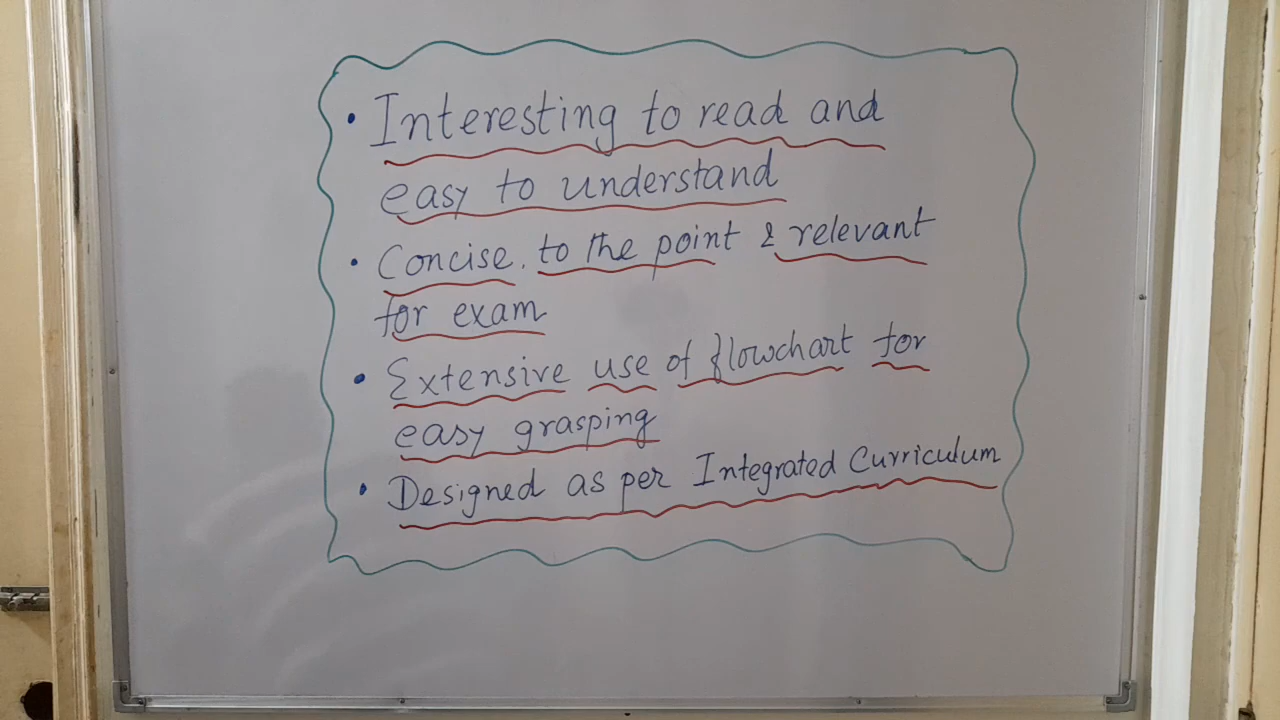 • Interesting to read and
easy to understand
• Concise, to the point & relevant
for exam
• Extensive use of flowchart for
easy grasping
• Designed as per Integrated Curriculum